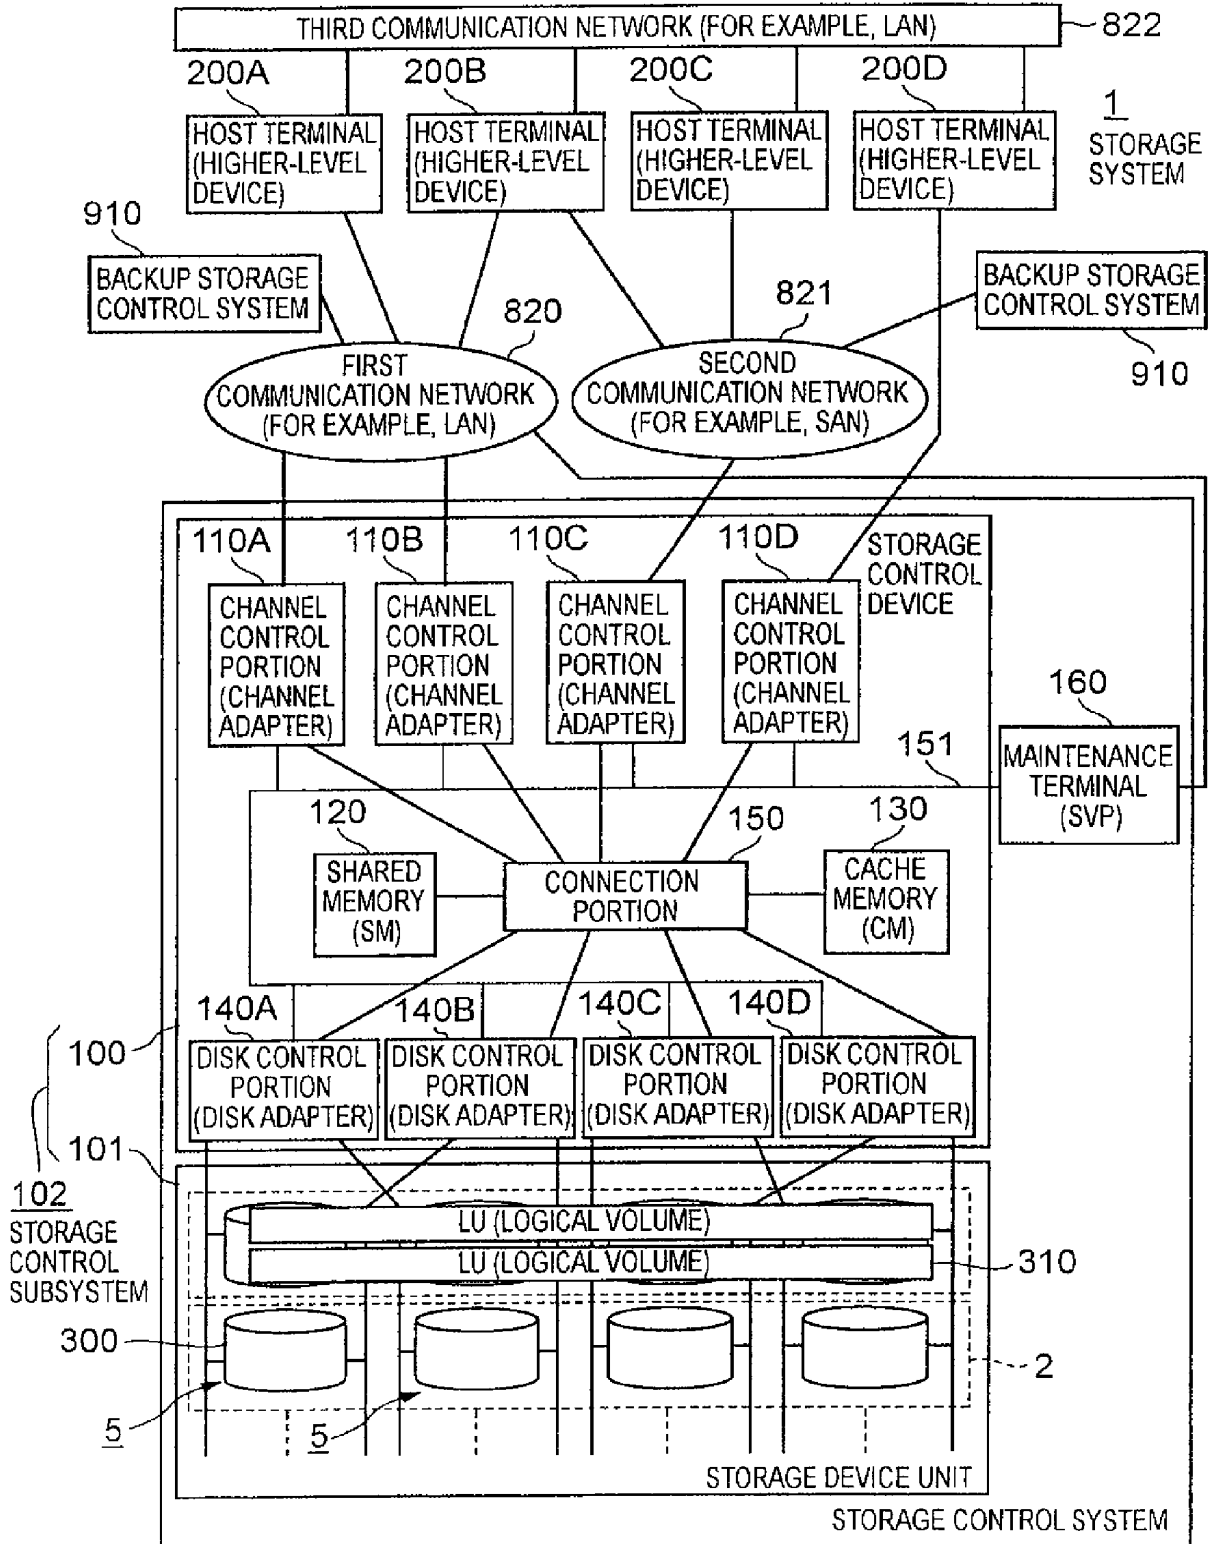 THIRD COMMUNICATION NETWORK (FOR EXAMPLE, LAN)
822
200A
200B
200C
200D
1
STORAGE
SYSTEM
HOST TERMINAL
(HIGHER-LEVEL
DEVICE)
HOST TERMINAL
(HIGHER-LEVEL
DEVICE)
HOST TERMINAL
(HIGHER-LEVEL
DEVICE)
HOST TERMINAL
(HIGHER-LEVEL
DEVICE)
910
BACKUP STORAGE
CONTROL SYSTEM
820
821
BACKUP STORAGE
CONTROL SYSTEM
910
FIRST
COMMUNICATION NETWORK
(FOR EXAMPLE, LAN)
SECOND
COMMUNICATION NETWORK
(FOR EXAMPLE, SAN)
110A
110B
110C
110D
STORAGE
CONTROL
DEVICE
CHANNEL
CONTROL
PORTION
(CHANNEL
ADAPTER)
CHANNEL
CONTROL
PORTION
(CHANNEL
ADAPTER)
CHANNEL
CONTROL
PORTION
(CHANNEL
ADAPTER)
CHANNEL
CONTROL
PORTION
(CHANNEL
ADAPTER)
160
MAINTENANCE
TERMINAL
(SVP)
151
120
150
130
SHARED
MEMORY
(SM)
CONNECTION
PORTION
CACHE
MEMORY
(CM)
140A
140B
140C
140D
100
DISK CONTROL
PORTION
(DISK ADAPTER)
DISK CONTROL
PORTION
(DISK ADAPTER)
DISK CONTROL
PORTION
(DISK ADAPTER)
DISK CONTROL
PORTION
(DISK ADAPTER)
101
102
STORAGE
CONTROL
SUBSYSTEM
LU (LOGICAL VOLUME)
LU (LOGICAL VOLUME)
310
300
2
5
5
STORAGE DEVICE UNIT
STORAGE CONTROL SYSTEM